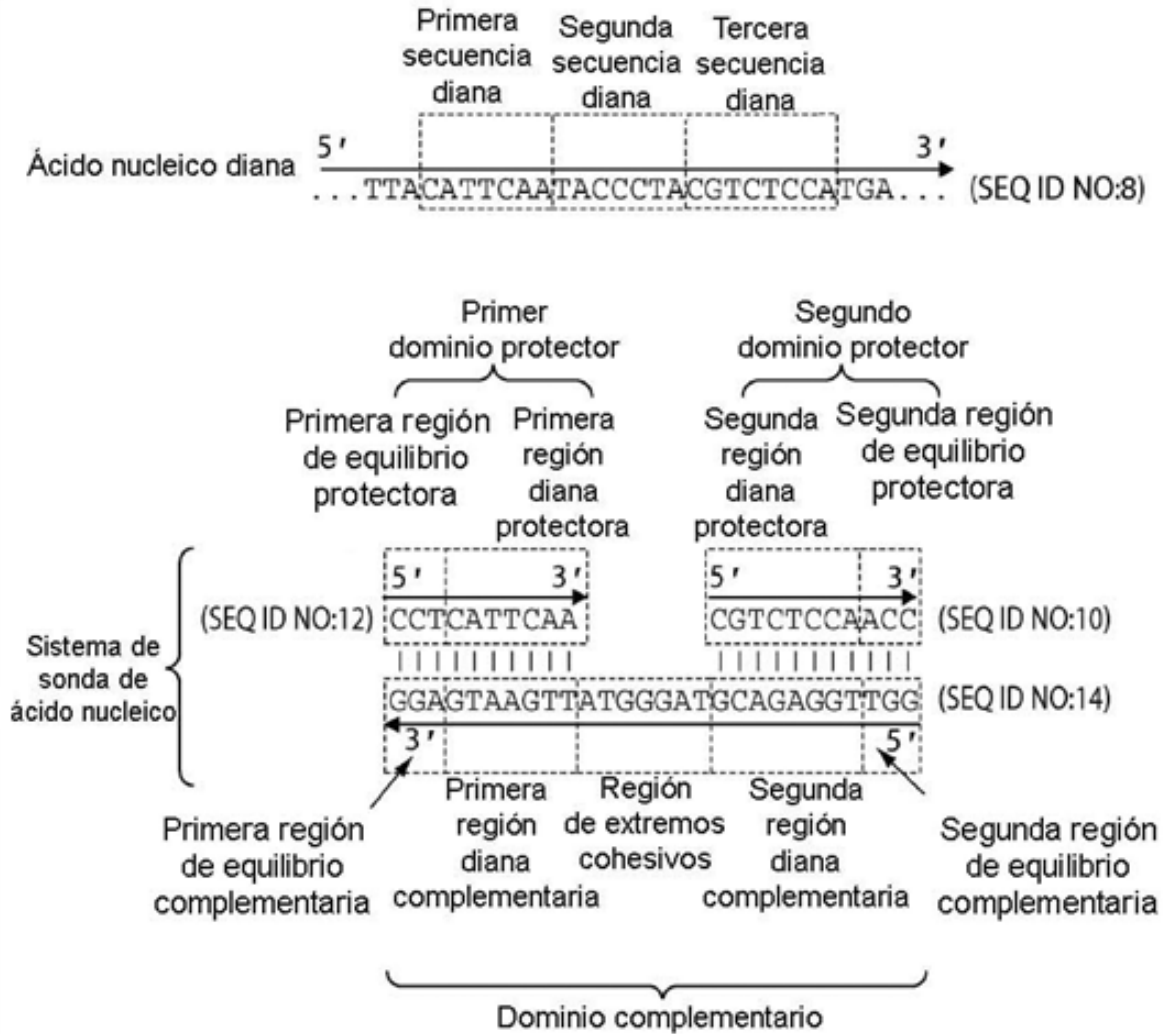 Primera
secuencia
diana
Segunda
secuencia
diana
Tercera
secuencia
diana
Ácido nucleico diana
5'
3'
...TTACATTCAATACCCTACGTCTCCATGA...
(SEQ ID NO:8)
Primer
dominio protector
Segundo
dominio protector
Primera región
de equilibrio
protectora
Primera
región
diana
protectora
Segunda
región
diana
protectora
Segunda región
de equilibrio
protectora
Sistema de
sonda de
ácido nucleico
5' 3'
(SEQ ID NO:12) CCTCATTCAA
5' 3'
CGTCTCCAACC (SEQ ID NO:10)
GGAGTAAGTTATGGGATGCAGAGGTTGG (SEQ ID NO:14)
3' 5'
Primera región
de equilibrio
complementaria
Primera
región
diana
complementaria
Región
de extremos
cohesivos
Segunda
región
diana
complementaria
Segunda región
de equilibrio
complementaria
Dominio complementario